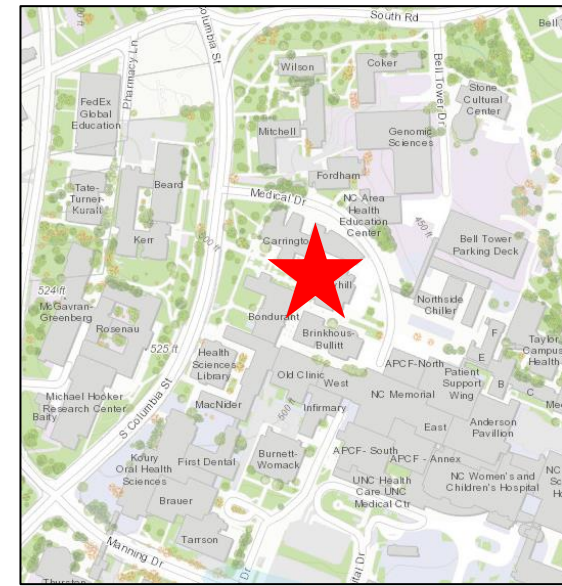 South Rd
Columbia St
Pharmacy Ln
Bell
Wilson
Coker
FedEx
Global
Education
Bell Tower Dr
Stone
Cultural
Center
Mitchell
Genomic
Sciences
Fordham
Beard
Tate-
Turner-
Kuralt
Medical Dr
NC Area
Health
Education
Center
450 ft
Kerr
500 ft
Carrington
Bell Tower
Parking Deck
524 ft
McGavran-
Greenberg
Rosenau
525 ft
Bondurant
Brinkhous-
Bullitt
Northside
Chiller
F
Taylor
Campus
Health
Health
Sciences
Library
Old Clinic
West
APCF-North
E
Patient
Support
Wing
B
C
Michael Hooker
Research Center
Baity
S Columbia St
MacNider
500 ft
Infirmary
NC Memorial
East
Anderson
Pavilion
Koury
Oral Health
Sciences
First Dental
Burnett-
Womack
APCF- South
APCF - Annex
UNC Health
Care UNC
Medical Ctr
NC Women's and
Children's Hospital
NC
Brauer
Tarrson
Manning Dr
Dr
Thurston